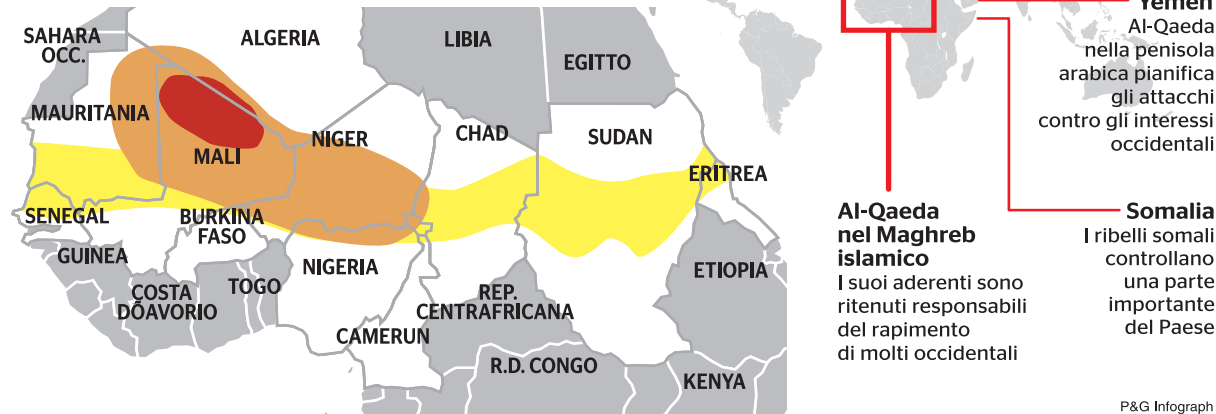 SAHARA
OCC.
ALGERIA
LIBIA
EGITTO
MAURITANIA
MALI
NIGER
CHAD
SUDAN
ERITREA
SENEGAL
BURKINA
FASO
GUINEA
COSTA
DÕAVORIO
TOGO
NIGERIA
CAMERUN
REP.
CENTRAFRICANA
R.D. CONGO
ETIOPIA
KENYA
Yemen
Al-Qaeda
nella penisola
arabica pianifica
gli attacchi
contro gli interessi
occidentali
Al-Qaeda
nel Maghreb
islamico
I suoi aderenti sono
ritenuti responsabili
del rapimento
di molti occidentali
Somalia
I ribelli somali
controllano
una parte
importante
del Paese
P&G Infograph